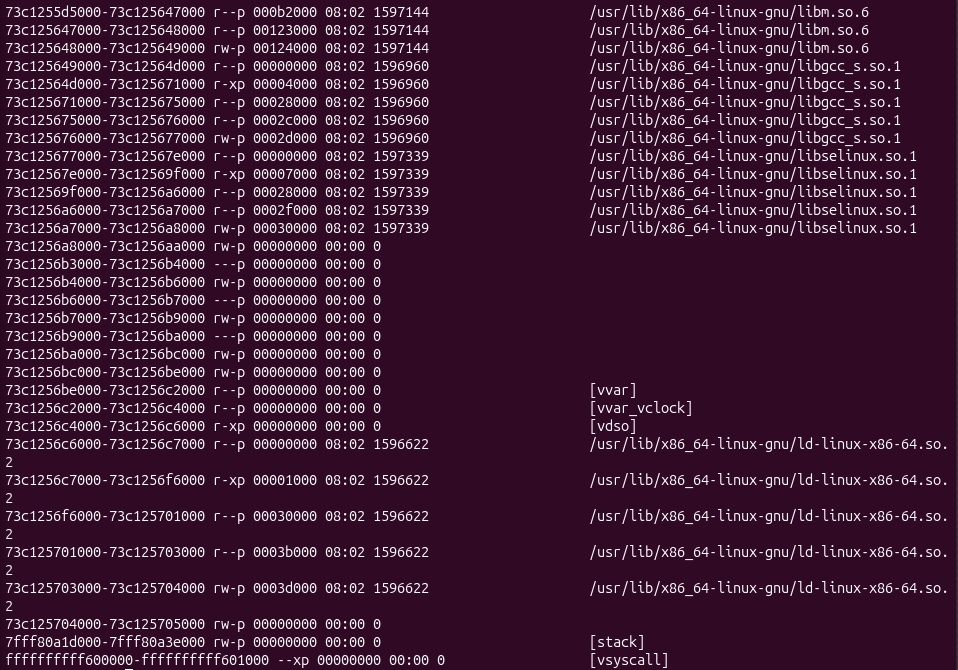 73c1255d5000-73c125647000 r--p 000b2000 08:02 1597144 /usr/lib/x86_64-linux-gnu/libm.so.6
73c125647000-73c125648000 r--p 00123000 08:02 1597144 /usr/lib/x86_64-linux-gnu/libm.so.6
73c125648000-73c125649000 rw-p 00124000 08:02 1597144 /usr/lib/x86_64-linux-gnu/libm.so.6
73c125649000-73c12564d000 r--p 00000000 08:02 1596960 /usr/lib/x86_64-linux-gnu/libgcc_s.so.1
73c12564d000-73c125671000 r-xp 00004000 08:02 1596960 /usr/lib/x86_64-linux-gnu/libgcc_s.so.1
73c125671000-73c125675000 r--p 00028000 08:02 1596960 /usr/lib/x86_64-linux-gnu/libgcc_s.so.1
73c125675000-73c125676000 r--p 0002c000 08:02 1596960 /usr/lib/x86_64-linux-gnu/libgcc_s.so.1
73c125676000-73c125677000 rw-p 0002d000 08:02 1596960 /usr/lib/x86_64-linux-gnu/libgcc_s.so.1
73c125677000-73c12567e000 r--p 00000000 08:02 1597339 /usr/lib/x86_64-linux-gnu/libselinux.so.1
73c12567e000-73c12569f000 r-xp 00007000 08:02 1597339 /usr/lib/x86_64-linux-gnu/libselinux.so.1
73c12569f000-73c1256a6000 r--p 00028000 08:02 1597339 /usr/lib/x86_64-linux-gnu/libselinux.so.1
73c1256a6000-73c1256a7000 r--p 0002f000 08:02 1597339 /usr/lib/x86_64-linux-gnu/libselinux.so.1
73c1256a7000-73c1256a8000 rw-p 00030000 08:02 1597339 /usr/lib/x86_64-linux-gnu/libselinux.so.1
73c1256a8000-73c1256aa000 rw-p 00000000 00:00 0
73c1256b3000-73c1256b4000 ---p 00000000 00:00 0
73c1256b4000-73c1256b6000 rw-p 00000000 00:00 0
73c1256b6000-73c1256b7000 ---p 00000000 00:00 0
73c1256b7000-73c1256b9000 rw-p 00000000 00:00 0
73c1256b9000-73c1256ba000 ---p 00000000 00:00 0
73c1256ba000-73c1256bc000 rw-p 00000000 00:00 0
73c1256bc000-73c1256be000 rw-p 00000000 00:00 0
73c1256be000-73c1256c2000 r--p 00000000 00:00 0 [vvar]
73c1256c2000-73c1256c4000 r--p 00000000 00:00 0 [vvar_vclock]
73c1256c4000-73c1256c6000 r-xp 00000000 00:00 0 [vdso]
73c1256c6000-73c1256c7000 r--p 00000000 08:02 1596622 /usr/lib/x86_64-linux-gnu/ld-linux-x86-64.so.
2
73c1256c7000-73c1256f6000 r-xp 00001000 08:02 1596622 /usr/lib/x86_64-linux-gnu/ld-linux-x86-64.so.
2
73c1256f6000-73c125701000 r--p 00030000 08:02 1596622 /usr/lib/x86_64-linux-gnu/ld-linux-x86-64.so.
2
73c125701000-73c125703000 r--p 0003b000 08:02 1596622 /usr/lib/x86_64-linux-gnu/ld-linux-x86-64.so.
2
73c125703000-73c125704000 rw-p 0003d000 08:02 1596622 /usr/lib/x86_64-linux-gnu/ld-linux-x86-64.so.
2
73c125704000-73c125705000 rw-p 00000000 00:00 0
7fff80a1d000-7fff80a3e000 rw-p 00000000 00:00 0 [stack]
ffffffffff600000-ffffffffff601000 --xp 00000000 00:00 0 [vsyscall]